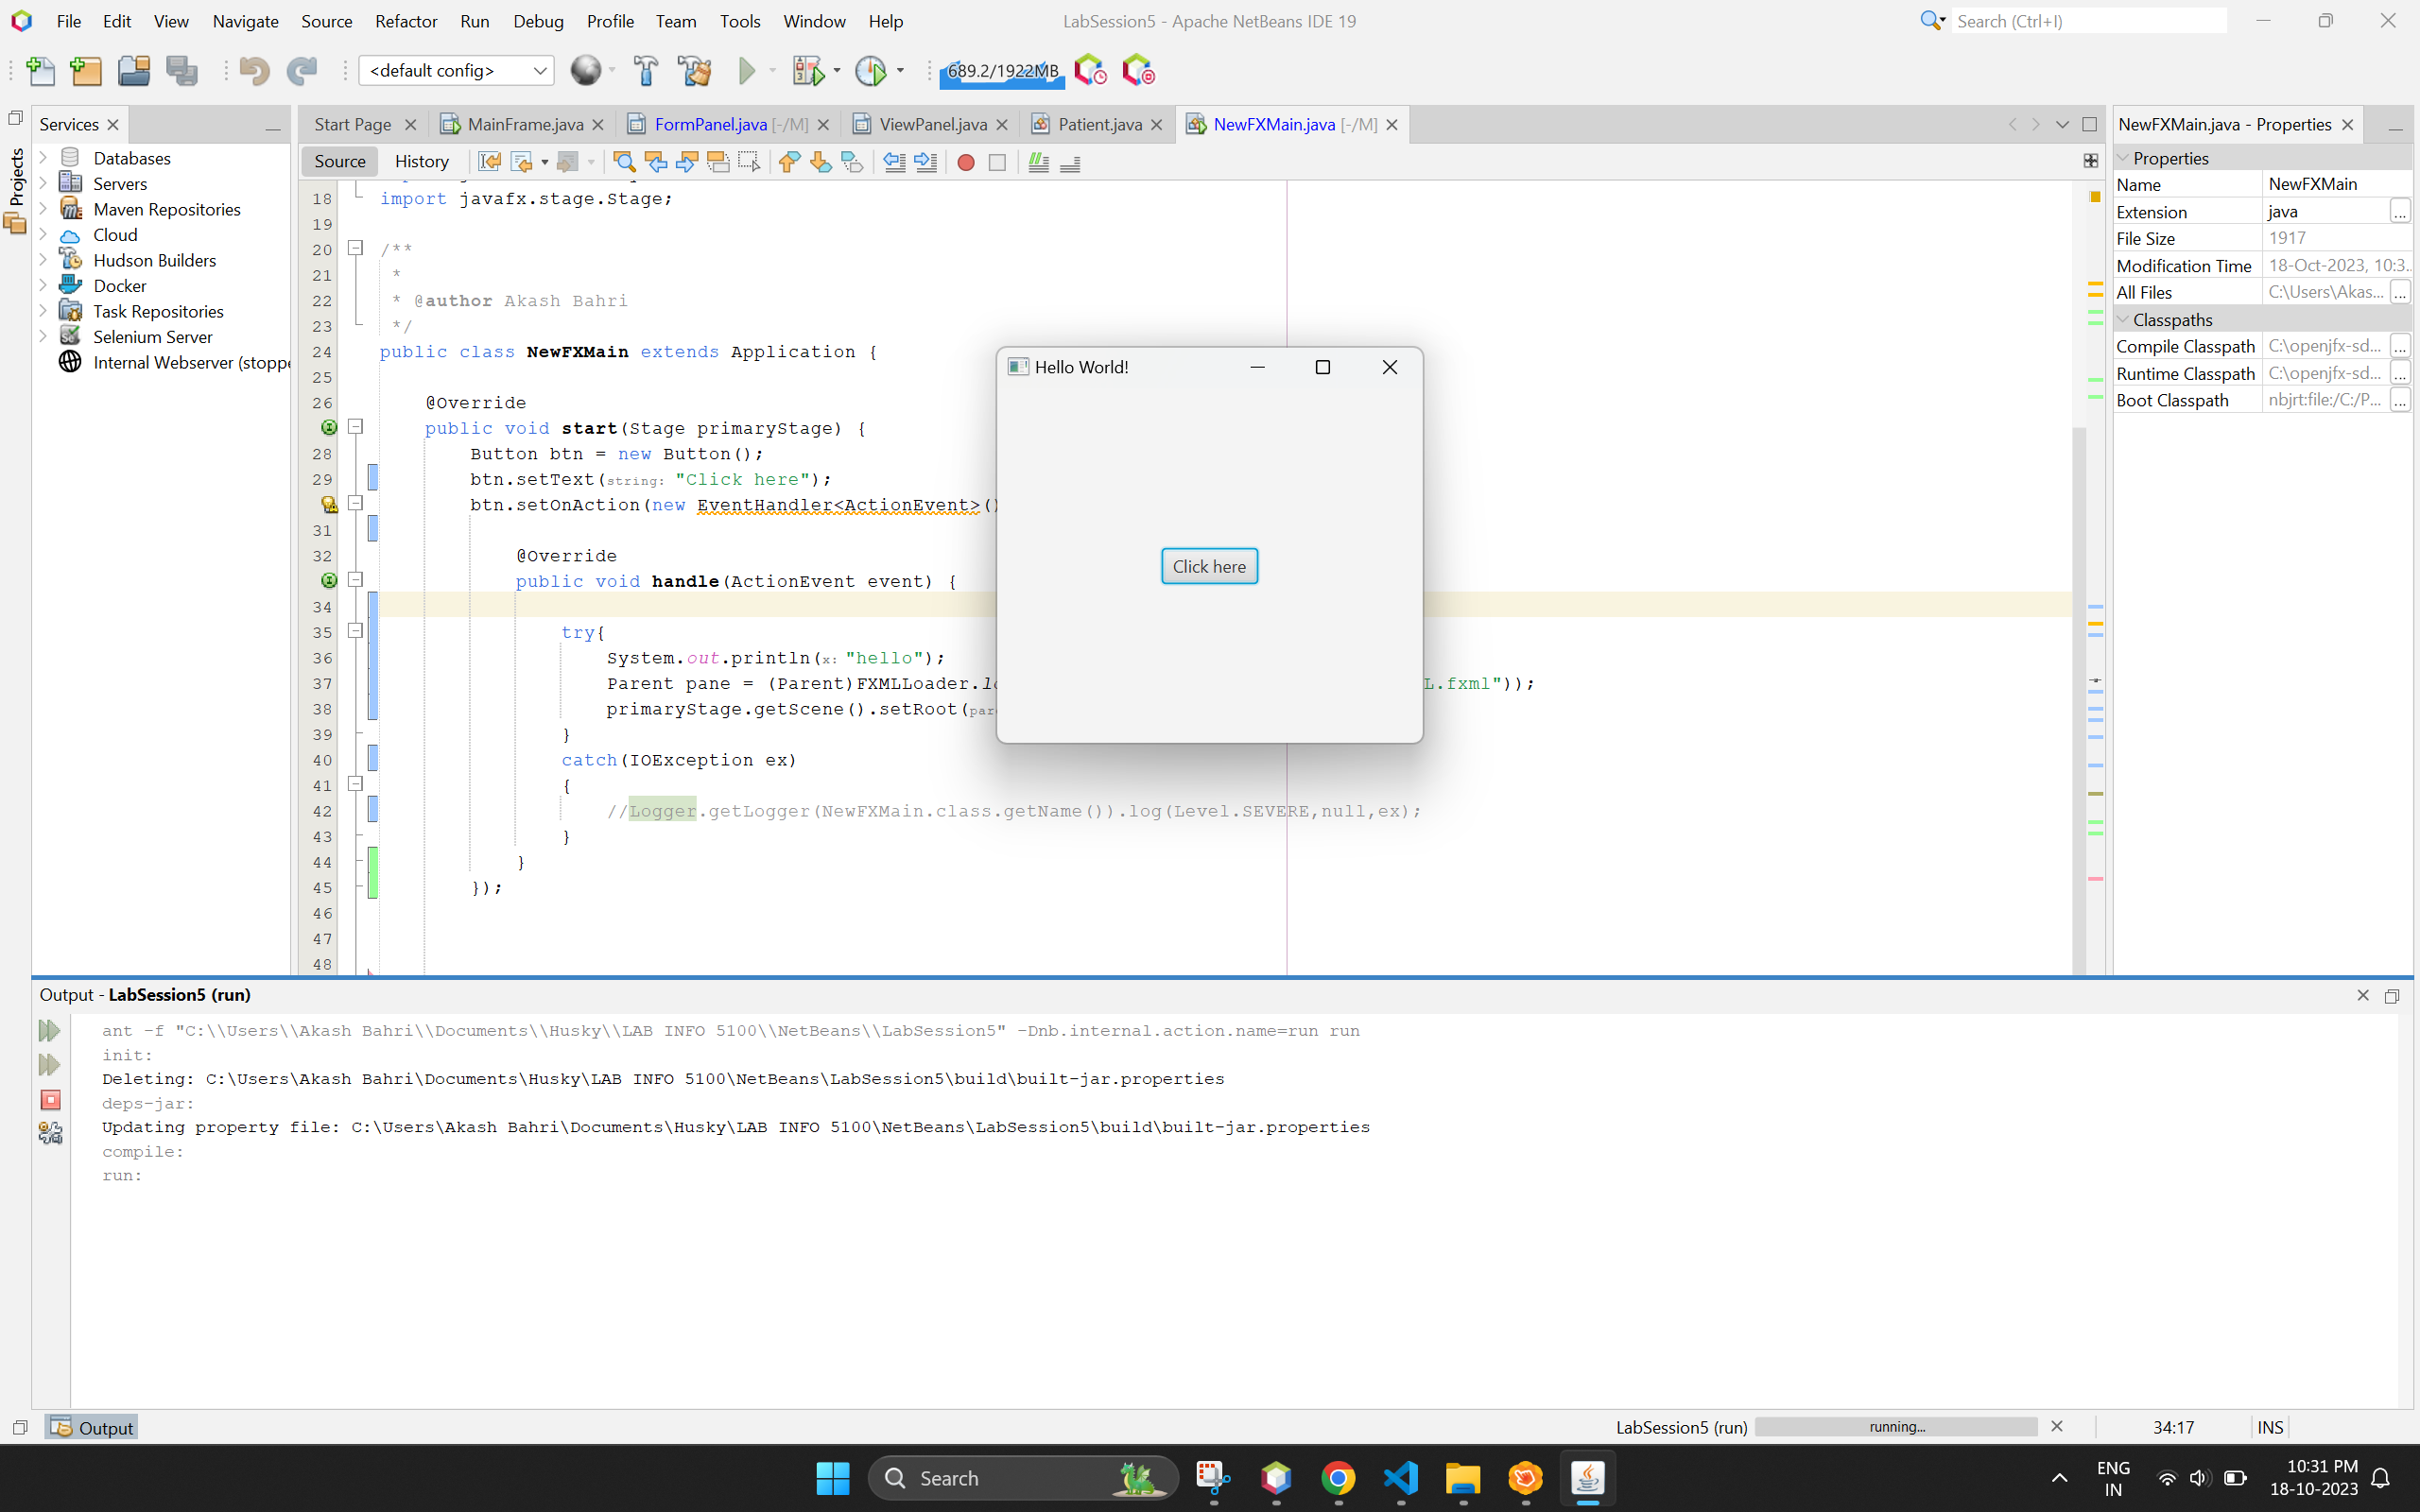 File Edit View Navigate Source Refactor Run Debug Profile Team Tools Window Help
LabSession5 - Apache NetBeans IDE 19
Search (Ctrl+I)
<default config>
689.2/1922MB
Projects
Services
Databases
Servers
Maven Repositories
Cloud
Hudson Builders
Docker
Task Repositories
Selenium Server
Internal Webserver (stoppe
Start Page
MainFrame.java
FormPanel.java [-/M]
ViewPanel.java
Patient.java
NewFXMain.java [-/M]
Source History
18 import javafx.stage.Stage;
19
20 /**
21 *
22 * @author Akash Bahri
23 */
24 public class NewFXMain extends Application {
25
26 @Override
public void start(Stage primaryStage) {
28 Button btn = new Button();
29 btn.setText(string: "Click here");
btn.setOnAction(new EventHandler<ActionEvent>()
31
32 @Override
public void handle(ActionEvent event) {
34
35 try{
36 System.out.println(x: "hello");
37 Parent pane = (Parent)FXMLLoader.lo L.fxml"));
38 primaryStage.getScene().setRoot(par
39 }
40 catch(IOException ex)
41 {
42 //Logger.getLogger(NewFXMain.class.getName()).log(Level.SEVERE,null,ex);
43 }
44 }
45 });
46
47
48
Hello World!
Click here
NewFXMain.java - Properties
Properties
Name NewFXMain
Extension java ...
File Size 1917
Modification Time 18-Oct-2023, 10:3..
All Files C:\Users\Akas... ...
Classpaths
Compile Classpath C:\openjfx-sd... ...
Runtime Classpath C:\openjfx-sd... ...
Boot Classpath nbjrt:file:/C:/P... ...
Output - LabSession5 (run)
ant -f "C:\\Users\\Akash Bahri\\Documents\\Husky\\LAB INFO 5100\\NetBeans\\LabSession5" -Dnb.internal.action.name=run run
init:
Deleting: C:\Users\Akash Bahri\Documents\Husky\LAB INFO 5100\NetBeans\LabSession5\build\built-jar.properties
deps-jar:
Updating property file: C:\Users\Akash Bahri\Documents\Husky\LAB INFO 5100\NetBeans\LabSession5\build\built-jar.properties
compile:
run:
Output
LabSession5 (run) running... 34:17 INS
Search
ENG
IN
10:31 PM
18-10-2023